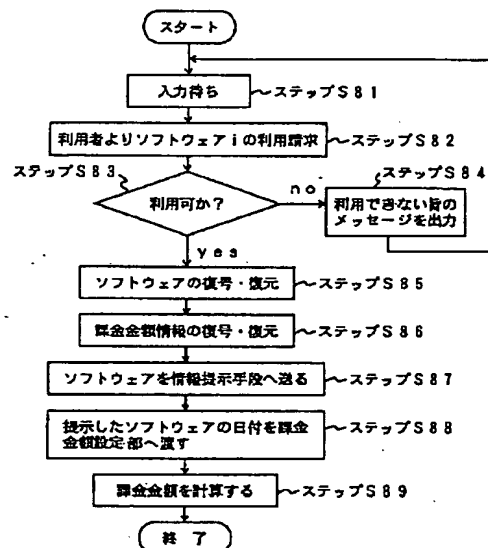 スタート
入力待ち
ステップS81
利用者よりソフトウェアiの利用請求
ステップS82
ステップS83
利用可か?
no
ステップS84
利用できない旨の
メッセージを出力
yes
ソフトウェアの復号・復元
ステップS85
課金金額情報の復号・復元
ステップS86
ソフトウェアを情報提示手段へ送る
ステップS87
提示したソフトウェアの日付を課金
金額設定部へ渡す
ステップS88
課金金額を計算する
ステップS89
終了